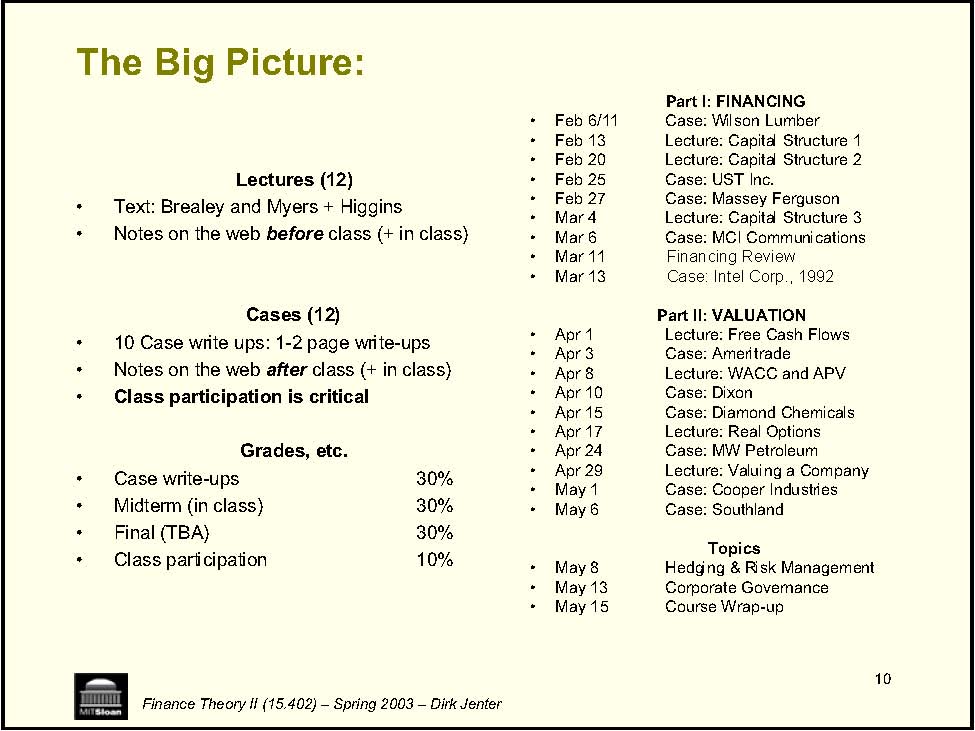 The Big Picture:
Lectures (12)
• Text: Brealey and Myers + Higgins
• Notes on the web before class (+ in class)
Cases (12)
• 10 Case write ups: 1-2 page write-ups
• Notes on the web after class (+ in class)
• Class participation is critical
Grades, etc.
• Case write-ups 30%
• Midterm (in class) 30%
• Final (TBA) 30%
• Class participation 10%
Part I: FINANCING
• Feb 6/11 Case: Wilson Lumber
• Feb 13 Lecture: Capital Structure 1
• Feb 20 Lecture: Capital Structure 2
• Feb 25 Case: UST Inc.
• Feb 27 Case: Massey Ferguson
• Mar 4 Lecture: Capital Structure 3
• Mar 6 Case: MCI Communications
• Mar 11 Financing Review
• Mar 13 Case: Intel Corp., 1992
Part II: VALUATION
• Apr 1 Lecture: Free Cash Flows
• Apr 3 Case: Ameritrade
• Apr 8 Lecture: WACC and APV
• Apr 10 Case: Dixon
• Apr 15 Case: Diamond Chemicals
• Apr 17 Lecture: Real Options
• Apr 24 Case: MW Petroleum
• Apr 29 Lecture: Valuing a Company
• May 1 Case: Cooper Industries
• May 6 Case: Southland
Topics
• May 8 Hedging & Risk Management
• May 13 Corporate Governance
• May 15 Course Wrap-up
10
MITSloan
Finance Theory II (15.402) – Spring 2003 – Dirk Jenter